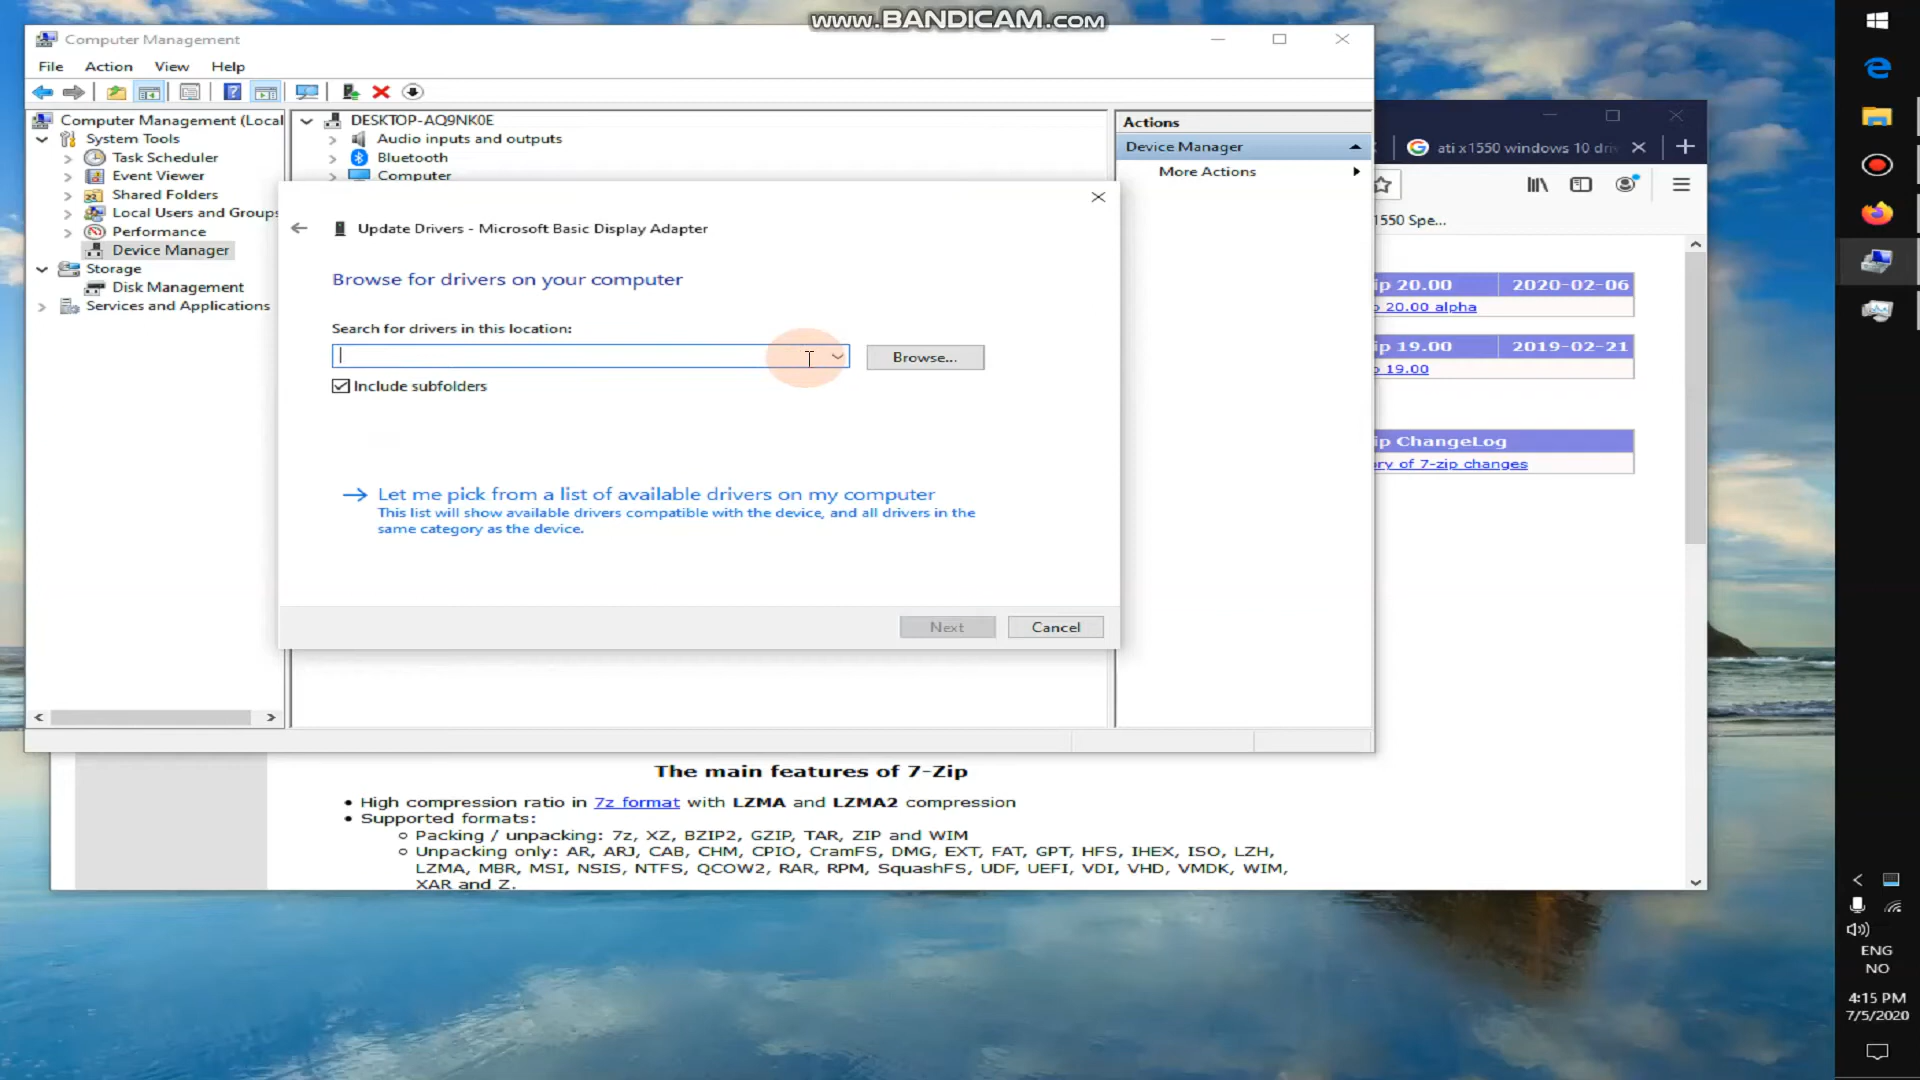 www.BANDICAM.com
Computer Management
File Action View Help
Computer Management (Local
System Tools
Task Scheduler
Event Viewer
Shared Folders
Local Users and Groups
Performance
Device Manager
Storage
Disk Management
Services and Applications
DESKTOP-AQ9NK0E
Audio inputs and outputs
Bluetooth
Computer
Actions
Device Manager
More Actions
Update Drivers - Microsoft Basic Display Adapter
Browse for drivers on your computer
Search for drivers in this location:
Browse...
Include subfolders
Let me pick from a list of available drivers on my computer
This list will show available drivers compatible with the device, and all drivers in the
same category as the device.
Next
Cancel
ati x1550 windows 10 dri
1550 Spe...
ip 20.00 2020-02-06
p 20.00 alpha
ip 19.00 2019-02-21
p 19.00
ip ChangeLog
ory of 7-zip changes
The main features of 7-Zip
• High compression ratio in 7z format with LZMA and LZMA2 compression
• Supported formats:
Packing / unpacking: 7z, XZ, BZIP2, GZIP, TAR, ZIP and WIM
Unpacking only: AR, ARJ, CAB, CHM, CPIO, CramFS, DMG, EXT, FAT, GPT, HFS, IHEX, ISO, LZH,
LZMA, MBR, MSI, NSIS, NTFS, QCOW2, RAR, RPM, SquashFS, UDF, UEFI, VDI, VHD, VMDK, WIM,
XAR and Z.
ENG
NO
4:15 PM
7/5/2020